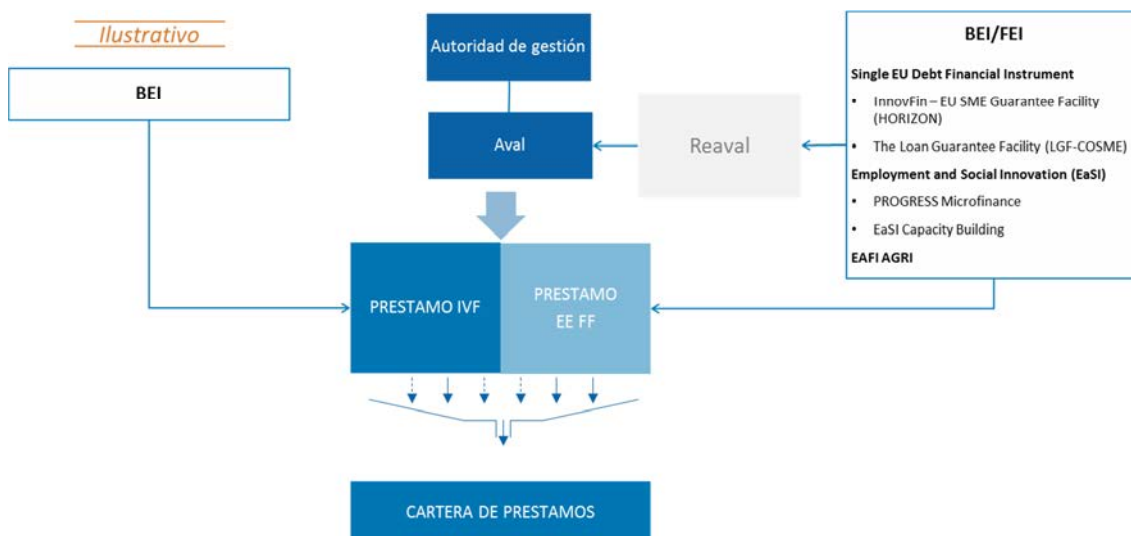 Ilustrativo
BEI
Autoridad de gestión
Aval
Reaval
BEI/FEI
Single EU Debt Financial Instrument
• InnovFin – EU SME Guarantee Facility
(HORIZON)
• The Loan Guarantee Facility (LGF-COSME)
Employment and Social Innovation (EaSI)
• PROGRESS Microfinance
• EaSI Capacity Building
EAFI AGRI
PRESTAMO IVF
PRESTAMO
EE FF
CARTERA DE PRESTAMOS